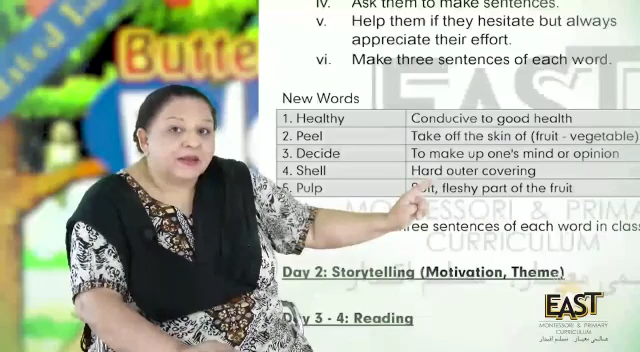 iv. Ask them to make sentences.
v. Help them if they hesitate but always
appreciate their effort.
vi. Make three sentences of each word.
New Words
1. Healthy Conducive to good health
2. Peel Take off the skin of (fruit - vegetable)
3. Decide To make up one's mind or opinion
4. Shell Hard outer covering
5. Pulp fleshy part of the fruit
sentences of each word in class
Day 2: Storytelling (Motivation, Theme)
Day 3 - 4: Reading
Butte
EAST
MONTESSORI & PRIMARY
CURRICULUM
EAST
MONTESSORI & PRIMARY
CURRICULUM